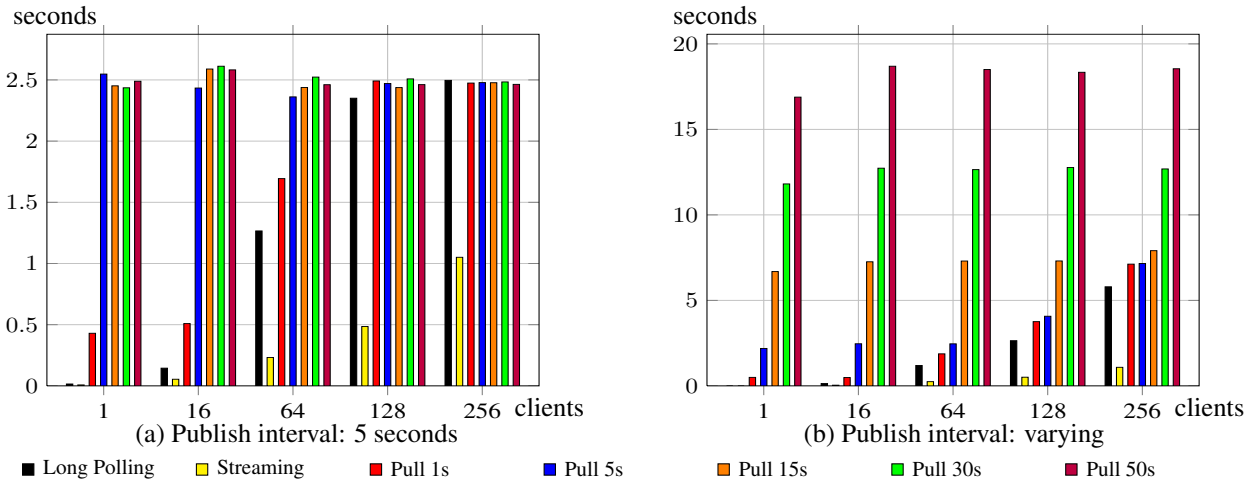 seconds
2.5
2
1.5
1
0.5
0
1 16 64 128 256 clients
(a) Publish interval: 5 seconds
seconds
20
15
10
5
0
1 16 64 128 256 clients
(b) Publish interval: varying
Long Polling Streaming Pull 1s Pull 5s Pull 15s Pull 30s Pull 50s